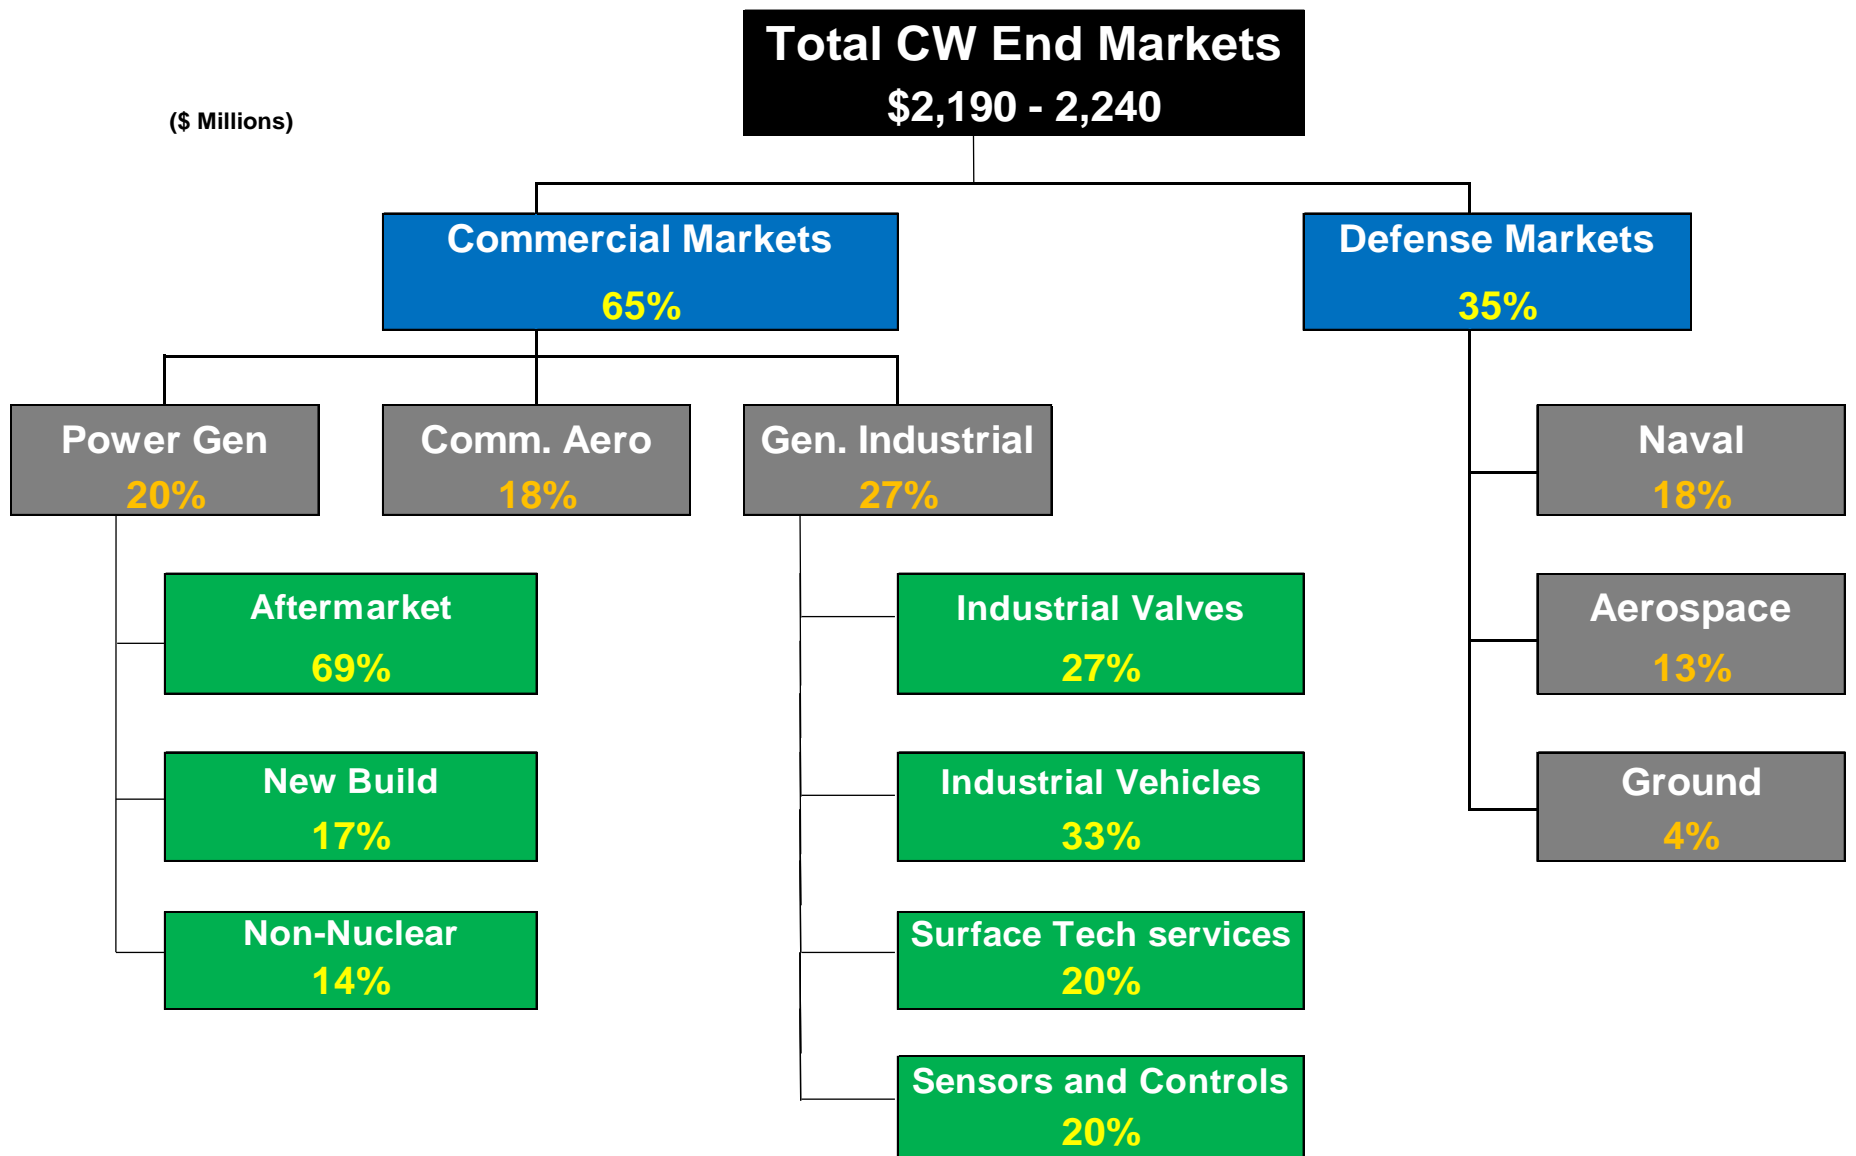 Total CW End Markets
$2,190 - 2,240
($ Millions)
Commercial Markets
65%
Defense Markets
35%
Power Gen
20%
Comm. Aero
18%
Gen. Industrial
27%
Naval
18%
Aftermarket
69%
Industrial Valves
27%
Aerospace
13%
New Build
17%
Industrial Vehicles
33%
Ground
4%
Non-Nuclear
14%
Surface Tech services
20%
Sensors and Controls
20%